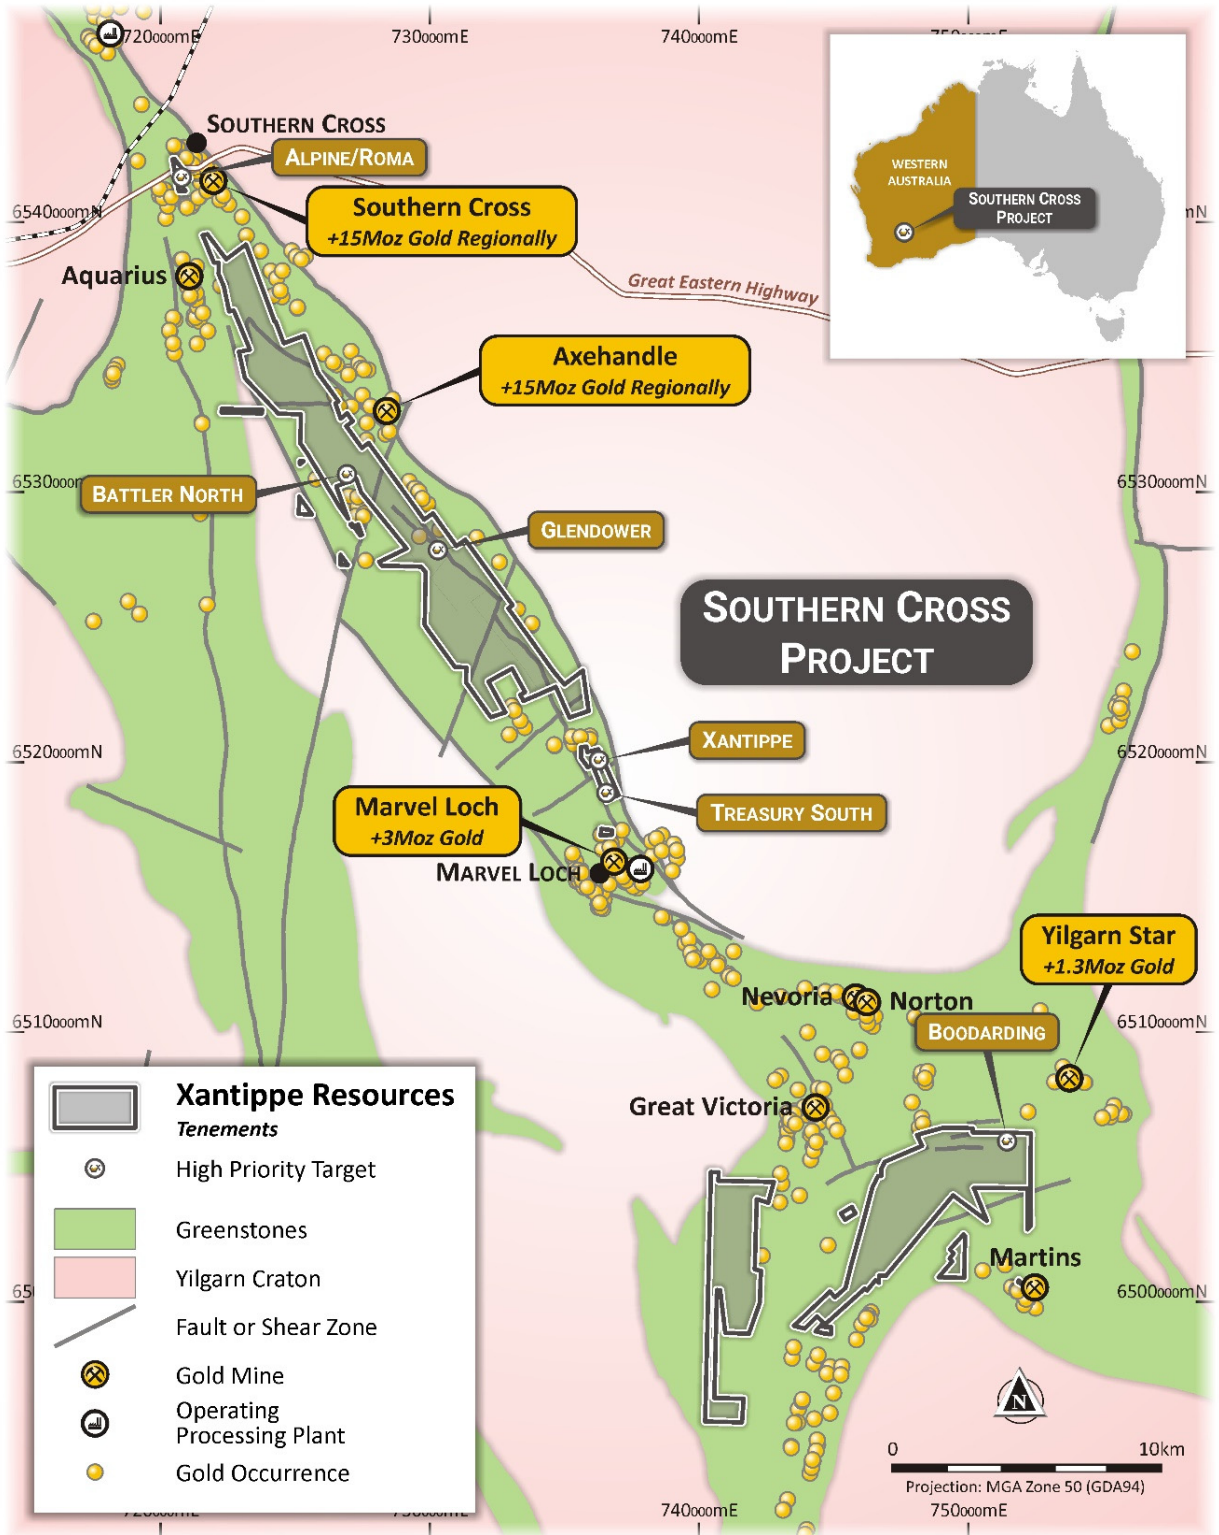 720000mE
730000mE
740000mE
750000mE
SOUTHERN CROSS
ALPINE/ROMA
WESTERN
AUSTRALIA
SOUTHERN CROSS
PROJECT
6540000mN
mN
Southern Cross
+15Moz Gold Regionally
Aquarius
Great Eastern Highway
Axehandle
+15Moz Gold Regionally
6530000mN
6530000mN
BATTLER NORTH
GLENDOWER
SOUTHERN CROSS
PROJECT
XANTIPPE
6520000mN
6520000mN
Marvel Loch
+3Moz Gold
TREASURY SOUTH
MARVEL LOCH
Yilgarn Star
+1.3Moz Gold
Nevoria
Norton
6510000mN
6510000mN
BOODARDING
Great Victoria
Xantippe Resources
Tenements
High Priority Target
Greenstones
Yilgarn Craton
Fault or Shear Zone
Gold Mine
Operating
Processing Plant
Gold Occurrence
Martins
650
6500000mN
N
0
10km
Projection: MGA Zone 50 (GDA94)
720000mE
730000mE
740000mE
750000mE